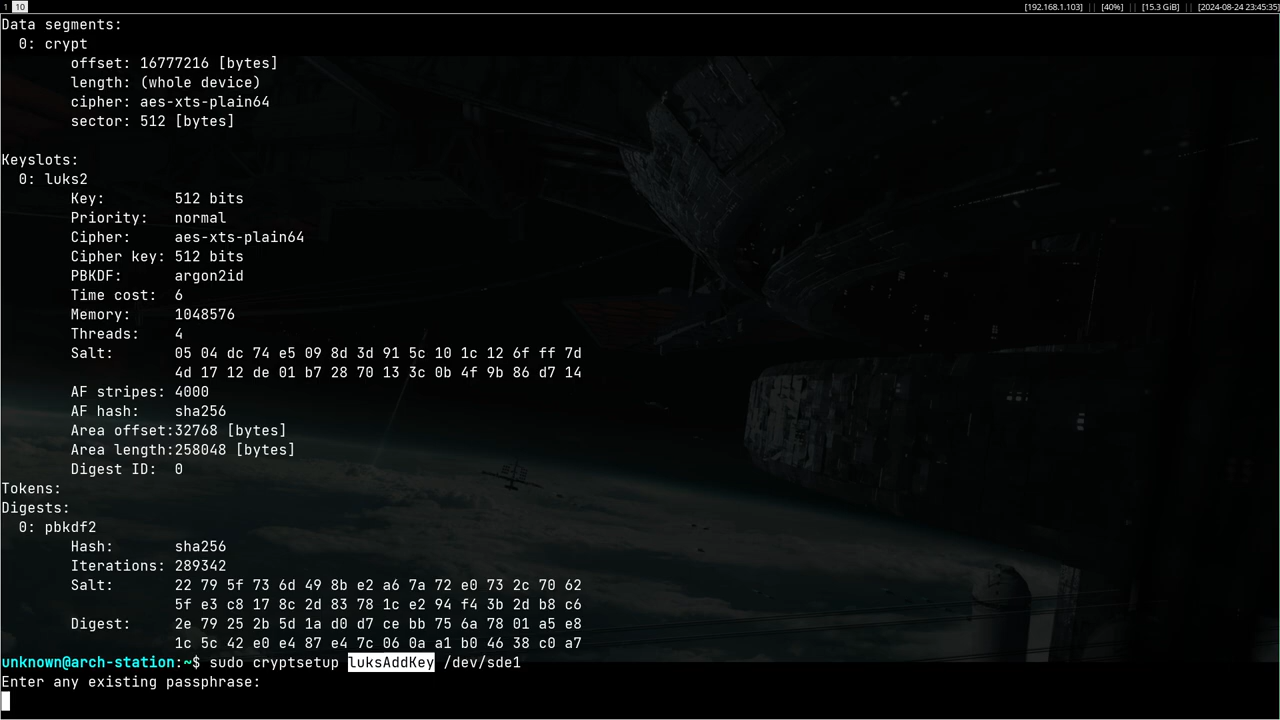 1 10 [192.168.1.103] || [40%] || [15.3 GiB] || [2024-08-24 23:45:35]
Data segments:
0: crypt
offset: 16777216 [bytes]
length: (whole device)
cipher: aes-xts-plain64
sector: 512 [bytes]
Keyslots:
0: luks2
Key: 512 bits
Priority: normal
Cipher: aes-xts-plain64
Cipher key: 512 bits
PBKDF: argon2id
Time cost: 6
Memory: 1048576
Threads: 4
Salt: 05 04 dc 74 e5 09 8d 3d 91 5c 10 1c 12 6f ff 7d
4d 17 12 de 01 b7 28 70 13 3c 0b 4f 9b 86 d7 14
AF stripes: 4000
AF hash: sha256
Area offset:32768 [bytes]
Area length:258048 [bytes]
Digest ID: 0
Tokens:
Digests:
0: pbkdf2
Hash: sha256
Iterations: 289342
Salt: 22 79 5f 73 6d 49 8b e2 a6 7a 72 e0 73 2c 70 62
5f e3 c8 17 8c 2d 83 78 1c e2 94 f4 3b 2d b8 c6
Digest: 2e 79 25 2b 5d 1a d0 d7 ce bb 75 6a 78 01 a5 e8
1c 5c 42 e0 e4 87 e4 7c 06 0a a1 b0 46 38 c0 a7
unknown@arch-station:~$ sudo cryptsetup luksAddKey /dev/sde1
Enter any existing passphrase: